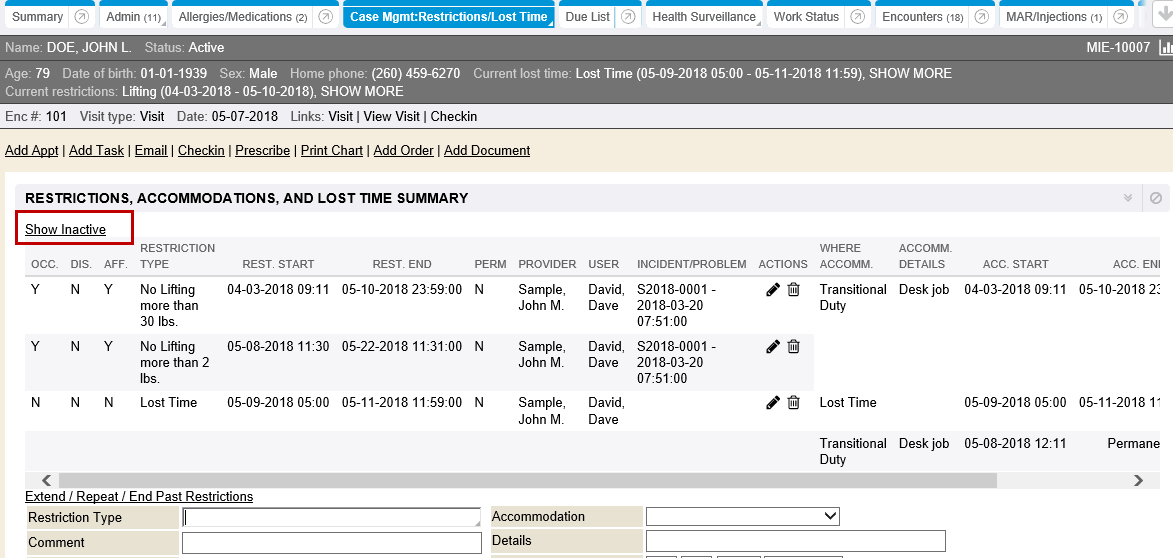 Summary Admin (11) Allergies/Medications (2) Case Mgmt:Restrictions/Lost Time Due List Health Surveillance Work Status Encounters (18) MAR/Injections (1)
Name: DOE, JOHN L. Status: Active MIE-10007
Age: 79 Date of birth: 01-01-1939 Sex: Male Home phone: (260) 459-6270 Current lost time: Lost Time (05-09-2018 05:00 - 05-11-2018 11:59), SHOW MORE
Current restrictions: Lifting (04-03-2018 - 05-10-2018), SHOW MORE
Enc #: 101 Visit type: Visit Date: 05-07-2018 Links: Visit | View Visit | Checkin
Add Appt | Add Task | Email | Checkin | Prescribe | Print Chart | Add Order | Add Document
RESTRICTIONS, ACCOMMODATIONS, AND LOST TIME SUMMARY
Show Inactive
RESTRICTION WHERE ACCOMM.
OCC. DIS. AFF. TYPE REST. START REST. END PERM PROVIDER USER INCIDENT/PROBLEM ACTIONS ACCOMM. DETAILS ACC. START ACC. EN
Y N Y No Lifting 04-03-2018 09:11 05-10-2018 23:59:00 N Sample, David, S2018-0001 - Transitional Desk job 04-03-2018 09:11 05-10-2018 23
more than John M. Dave 2018-03-20 Duty
30 lbs. 07:51:00
Y N Y No Lifting 05-08-2018 11:30 05-22-2018 11:31:00 N Sample, David, S2018-0001 -
more than 2 John M. Dave 2018-03-20
lbs. 07:51:00
N N N Lost Time 05-09-2018 05:00 05-11-2018 11:59:00 N Sample, David, Lost Time 05-09-2018 05:00 05-11-2018 11
John M. Dave
Transitional Desk job 05-08-2018 12:11 Permane
Duty
Extend / Repeat / End Past Restrictions
Restriction Type Accommodation
Comment Details